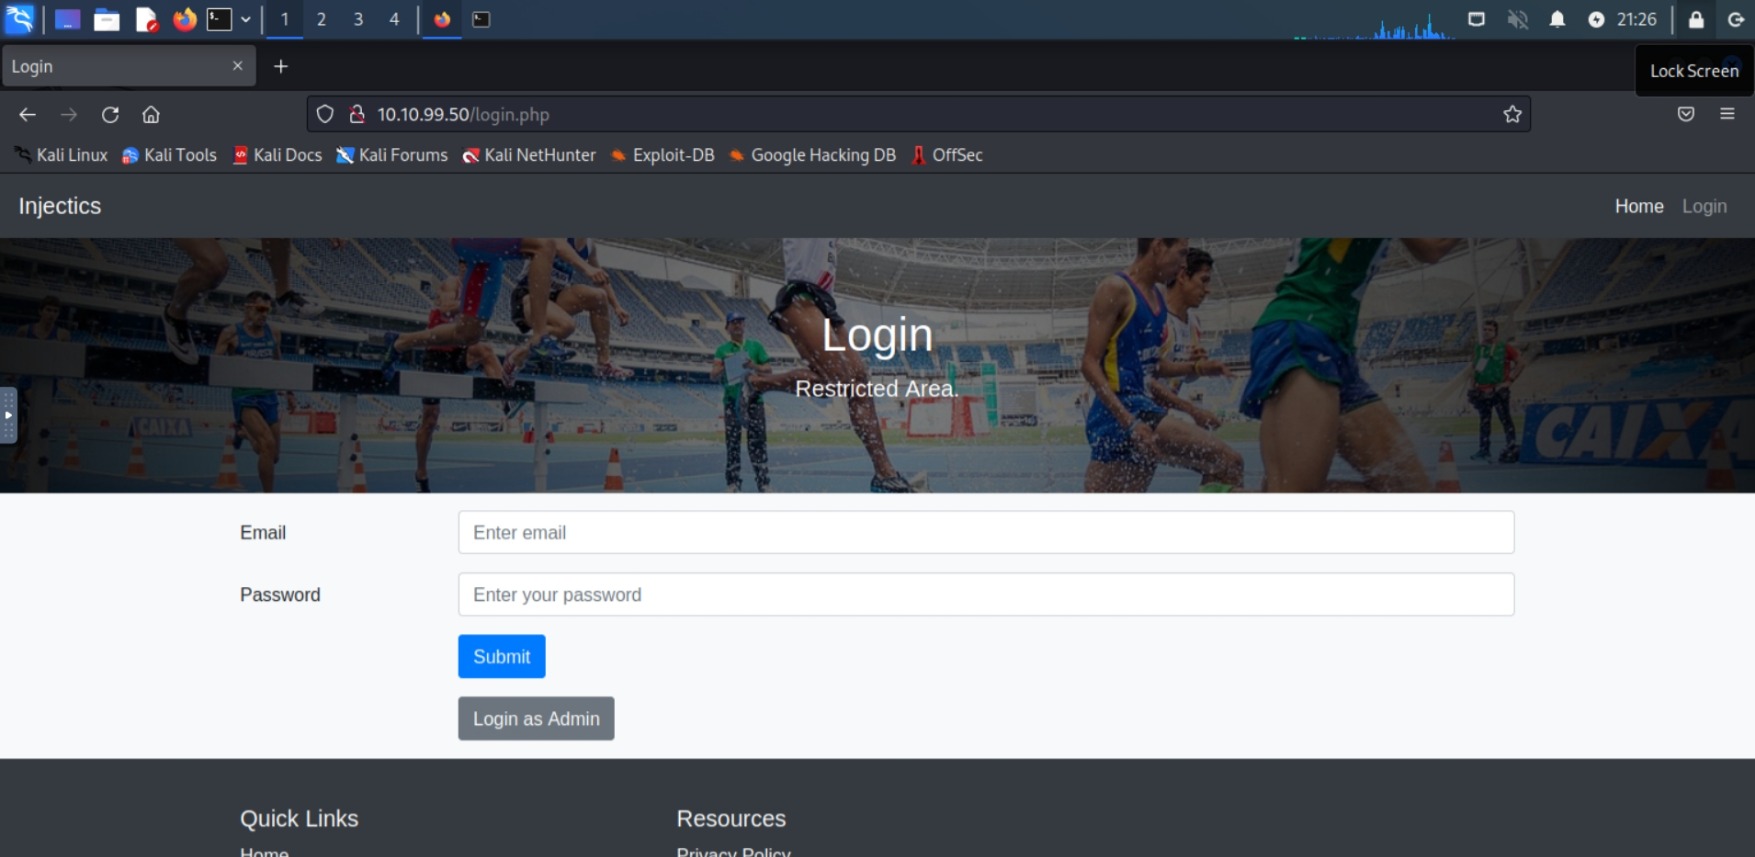 1 2 3 4 21:26
Login
Lock Screen
10.10.99.50/login.php
Kali Linux Kali Tools Kali Docs Kali Forums Kali NetHunter Exploit-DB Google Hacking DB OffSec
Injectics Home Login
Login
Restricted Area.
CAIXA
CAIXA
Email Enter email
Password Enter your password
Submit
Login as Admin
Quick Links Resources
Home Privacy Policy